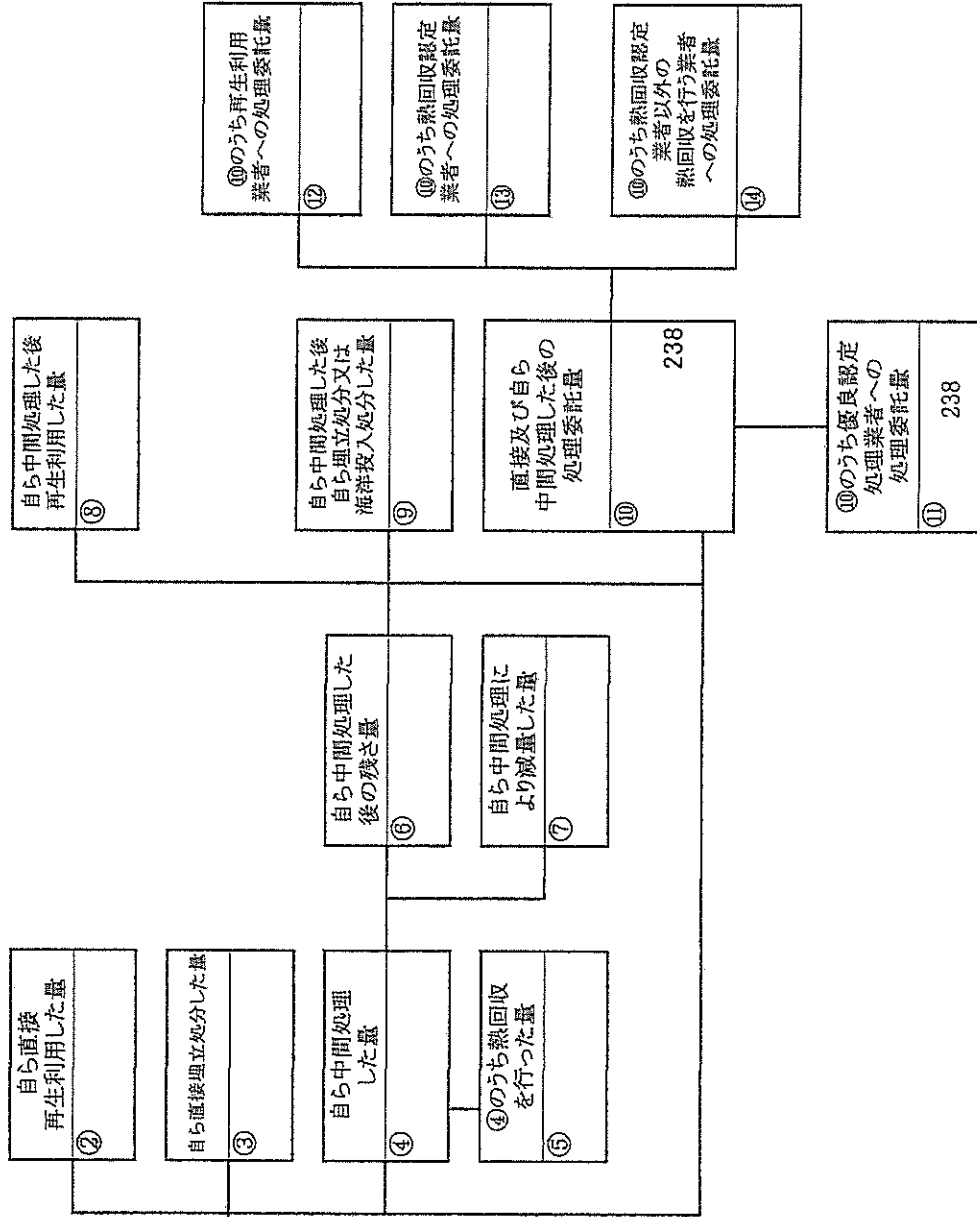 自ら直接
再生利用した量
②
自ら直接埋立処分した量
③
自ら中間処理
した量
④
④のうち熱回収
を行った量
⑤
自ら中間処理した
後の残さ量
⑥
自ら中間処理に
より減量した量
⑦
自ら中間処理した後
再生利用した量
⑧
自ら中間処理した後
自ら埋立処分又は
海洋投入処分した量
⑨
直接及び自ら
中間処理した後の
処理委託量
⑩
238
⑩のうち優良認定
処理業者への
処理委託量
⑪
238
⑩のうち再生利用
業者への処理委託量
⑫
⑩のうち熱回収認定
業者への処理委託量
⑬
⑩のうち熱回収認定
業者以外の
熱回収を行う業者
への処理委託量
⑭